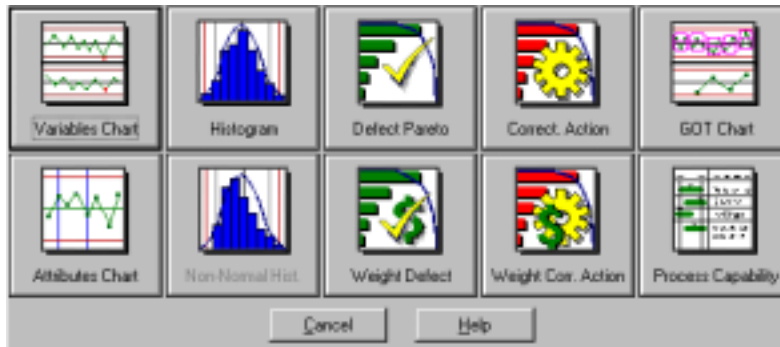 Variables Chart
Histogram
Defect Pareto
Correct. Action
GOT Chart
Attributes Chart
Non-Normal Hist.
Weight Defect
Weight Corr. Action
Process Capability
Cancel
Help